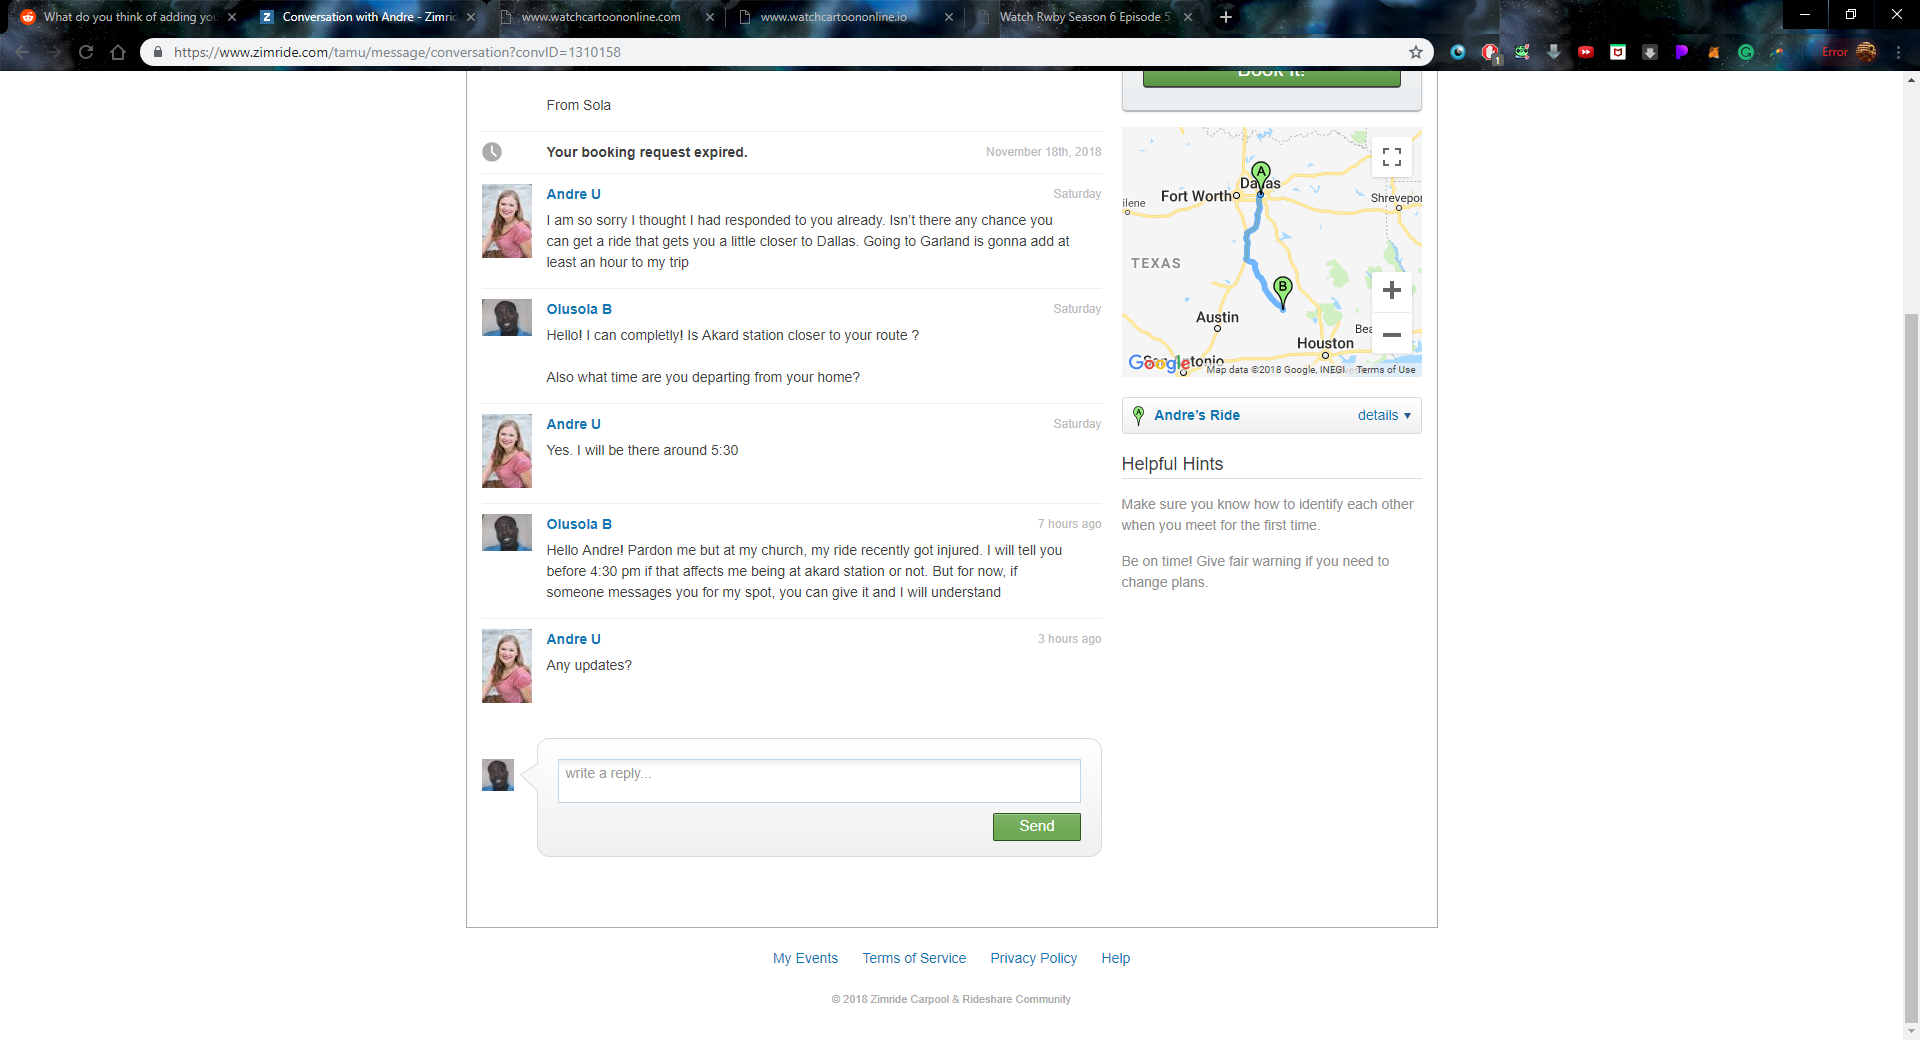 What do you think of adding you
Conversation with Andre - Zimric
www.watchcartoononline.com
www.watchcartoononline.io
Watch Rwby Season 6 Episode 5
https://www.zimride.com/tamu/message/conversation?convID=1310158
1
Error
Book it!
From Sola
Your booking request expired.
November 18th, 2018
Andre U
Saturday
I am so sorry I thought I had responded to you already. Isn't there any chance you
can get a ride that gets you a little closer to Dallas. Going to Garland is gonna add at
least an hour to my trip
Olusola B
Saturday
Hello! I can completly! Is Akard station closer to your route ?
Also what time are you departing from your home?
Andre U
Saturday
Yes. I will be there around 5:30
Olusola B
7 hours ago
Hello Andre! Pardon me but at my church, my ride recently got injured. I will tell you
before 4:30 pm if that affects me being at akard station or not. But for now, if
someone messages you for my spot, you can give it and I will understand
Andre U
3 hours ago
Any updates?
write a reply...
Send
A
Dallas
Fort Worth
ilene
Shrevepor
TEXAS
B
Austin
Bea
Houston
Google
Map data ©2018 Google, INEGI
Terms of Use
A
Andre's Ride
details
Helpful Hints
Make sure you know how to identify each other
when you meet for the first time.
Be on time! Give fair warning if you need to
change plans.
My Events
Terms of Service
Privacy Policy
Help
© 2018 Zimride Carpool & Rideshare Community